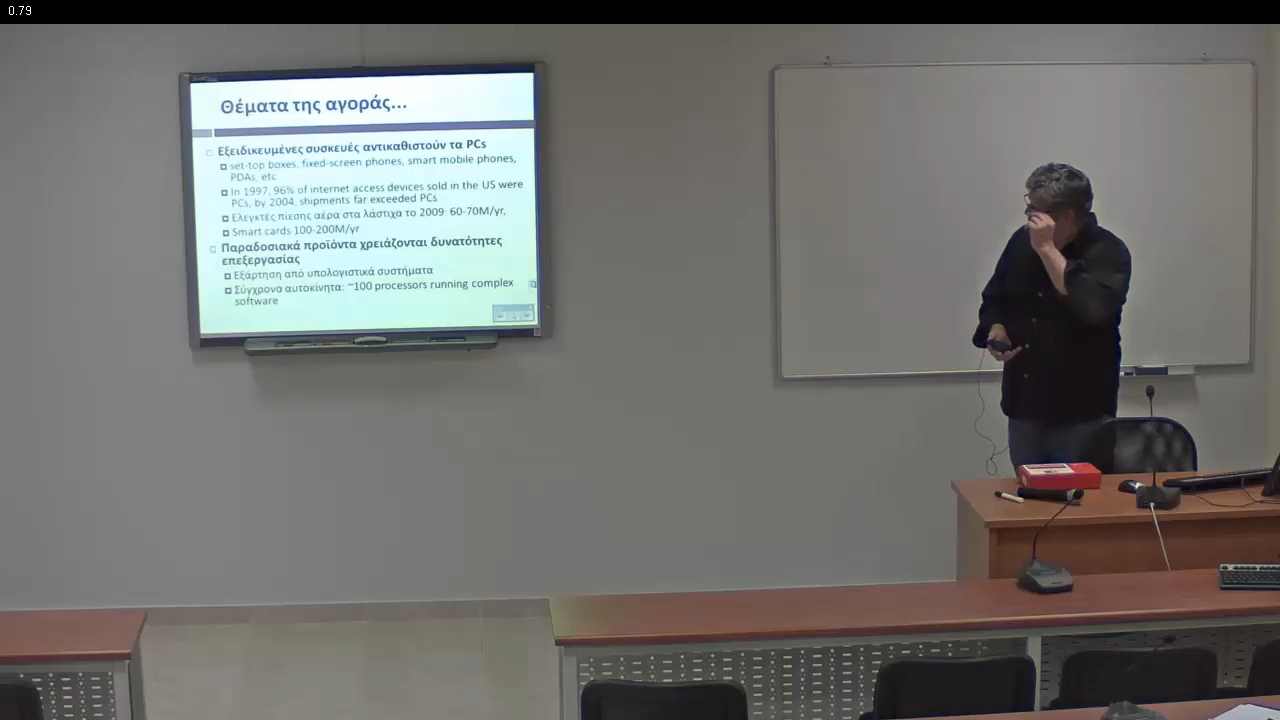 0.79
Θέματα της αγοράς...
Εξειδικευμένες συσκευές αντικαθιστούν τα PCs
set-top boxes, fixed-screen phones, smart mobile phones,
PDAs, etc
In 1997, 96% of internet access devices sold in the US were
PCs, by 2004, shipments far exceeded PCs
Ελεγκτές πίεσης αέρα στα λάστιχα το 2009: 60-70M/yr,
Smart cards 100-200M/yr
Παραδοσιακά προϊόντα χρειάζονται δυνατότητες
επεξεργασίας
Εξάρτηση από υπολογιστικά συστήματα
Σύγχρονα αυτοκίνητα: ~100 processors running complex
software